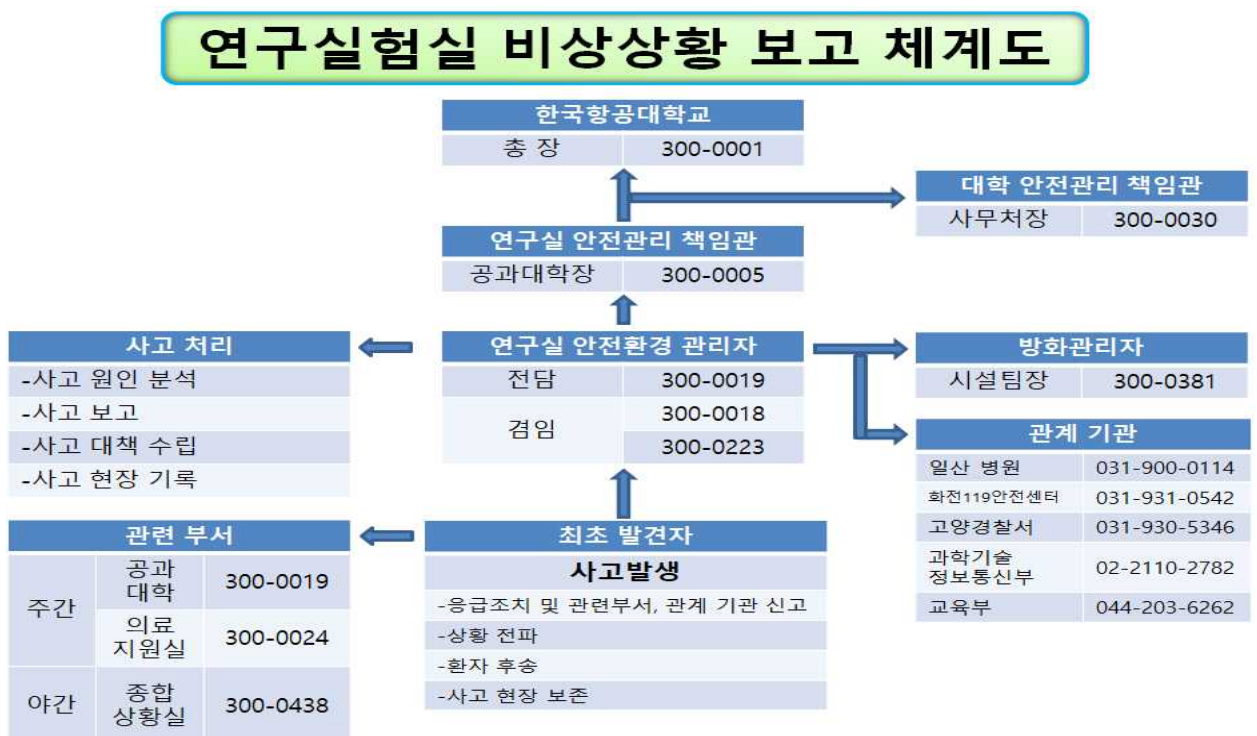 연구실험실 비상상황 보고 체계도
한국항공대학교
총 장 300-0001
대학 안전관리 책임관
사무처장 300-0030
연구실 안전관리 책임관
공과대학장 300-0005
사고 처리
-사고 원인 분석
-사고 보고
-사고 대책 수립
-사고 현장 기록
연구실 안전환경 관리자
전담 300-0019
겸임 300-0018
300-0223
방화관리자
시설팀장 300-0381
관계 기관
일산 병원 031-900-0114
화전119안전센터 031-931-0542
고양경찰서 031-930-5346
과학기술
정보통신부 02-2110-2782
교육부 044-203-6262
관련 부서
주간
공과
대학 300-0019
의료
지원실 300-0024
야간
종합
상황실 300-0438
최초 발견자
사고발생
-응급조치 및 관련부서, 관계 기관 신고
-상황 전파
-환자 후송
-사고 현장 보존